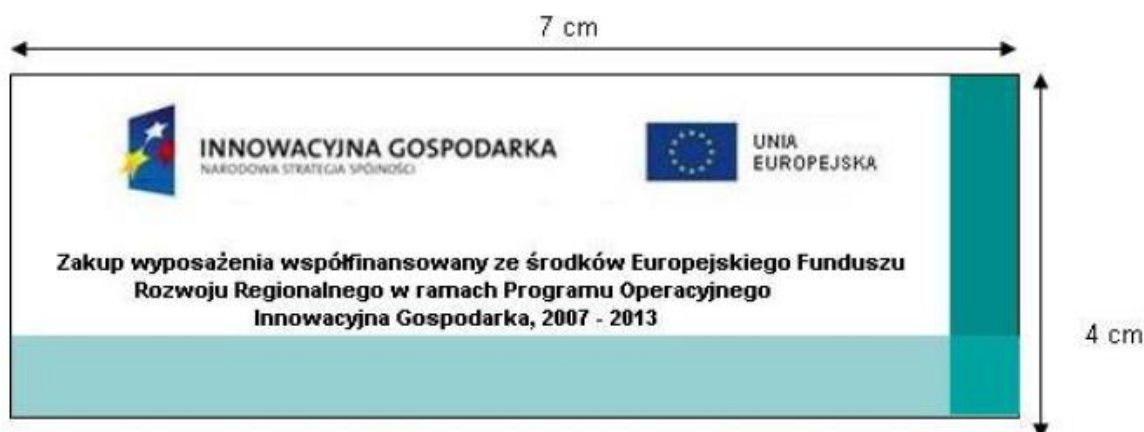 7 cm
INNOWACYJNA GOSPODARKA
NARODOWA STRATEGIA SPÓJNOŚCI
UNIA
EUROPEJSKA
Zakup wyposażenia współfinansowany ze środków Europejskiego Funduszu
Rozwoju Regionalnego w ramach Programu Operacyjnego
Innowacyjna Gospodarka, 2007 - 2013
4 cm